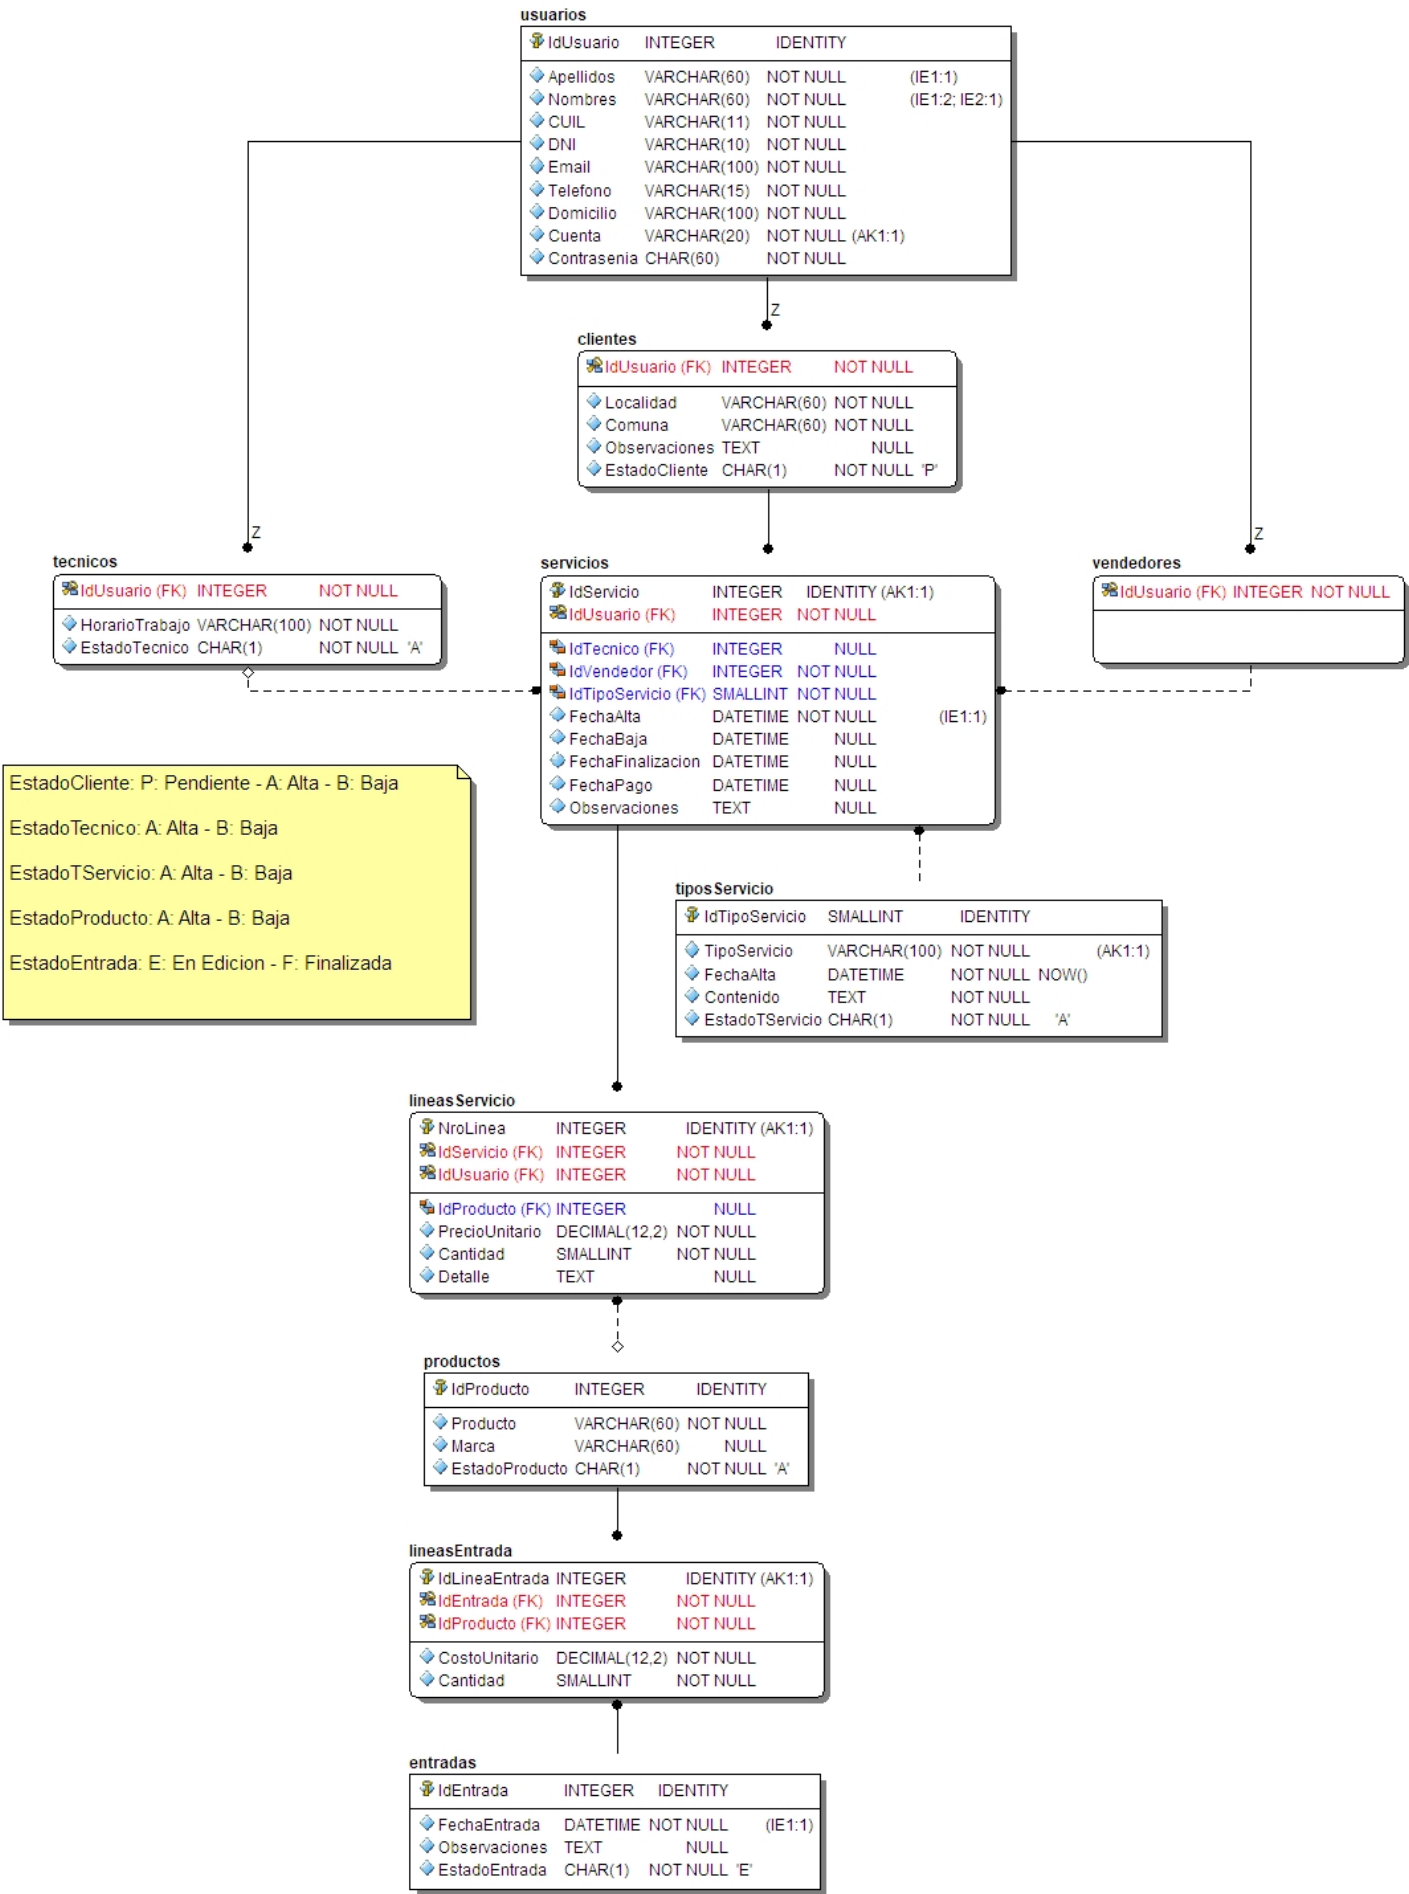 usuarios
IdUsuario INTEGER IDENTITY
Apellidos VARCHAR(60) NOT NULL (IE1:1)
Nombres VARCHAR(60) NOT NULL (IE1:2; IE2:1)
CUIL VARCHAR(11) NOT NULL
DNI VARCHAR(10) NOT NULL
Email VARCHAR(100) NOT NULL
Telefono VARCHAR(15) NOT NULL
Domicilio VARCHAR(100) NOT NULL
Cuenta VARCHAR(20) NOT NULL (AK1:1)
Contrasenia CHAR(60) NOT NULL
Z
clientes
IdUsuario (FK) INTEGER NOT NULL
Localidad VARCHAR(60) NOT NULL
Comuna VARCHAR(60) NOT NULL
Observaciones TEXT NULL
EstadoCliente CHAR(1) NOT NULL 'P'
Z
tecnicos
IdUsuario (FK) INTEGER NOT NULL
HorarioTrabajo VARCHAR(100) NOT NULL
EstadoTecnico CHAR(1) NOT NULL 'A'
servicios
IdServicio INTEGER IDENTITY (AK1:1)
IdUsuario (FK) INTEGER NOT NULL
IdTecnico (FK) INTEGER NULL
IdVendedor (FK) INTEGER NOT NULL
IdTipoServicio (FK) SMALLINT NOT NULL
FechaAlta DATETIME NOT NULL (IE1:1)
FechaBaja DATETIME NULL
FechaFinalizacion DATETIME NULL
FechaPago DATETIME NULL
Observaciones TEXT NULL
Z
vendedores
IdUsuario (FK) INTEGER NOT NULL
EstadoCliente: P: Pendiente - A: Alta - B: Baja
EstadoTecnico: A: Alta - B: Baja
EstadoTServicio: A: Alta - B: Baja
EstadoProducto: A: Alta - B: Baja
EstadoEntrada: E: En Edicion - F: Finalizada
tiposServicio
IdTipoServicio SMALLINT IDENTITY
TipoServicio VARCHAR(100) NOT NULL (AK1:1)
FechaAlta DATETIME NOT NULL NOW()
Contenido TEXT NOT NULL
EstadoTServicio CHAR(1) NOT NULL 'A'
lineasServicio
NroLinea INTEGER IDENTITY (AK1:1)
IdServicio (FK) INTEGER NOT NULL
IdUsuario (FK) INTEGER NOT NULL
IdProducto (FK) INTEGER NULL
PrecioUnitario DECIMAL(12,2) NOT NULL
Cantidad SMALLINT NOT NULL
Detalle TEXT NULL
productos
IdProducto INTEGER IDENTITY
Producto VARCHAR(60) NOT NULL
Marca VARCHAR(60) NULL
EstadoProducto CHAR(1) NOT NULL 'A'
lineasEntrada
IdLineaEntrada INTEGER IDENTITY (AK1:1)
IdEntrada (FK) INTEGER NOT NULL
IdProducto (FK) INTEGER NOT NULL
CostoUnitario DECIMAL(12,2) NOT NULL
Cantidad SMALLINT NOT NULL
entradas
IdEntrada INTEGER IDENTITY
FechaEntrada DATETIME NOT NULL (IE1:1)
Observaciones TEXT NULL
EstadoEntrada CHAR(1) NOT NULL 'E'